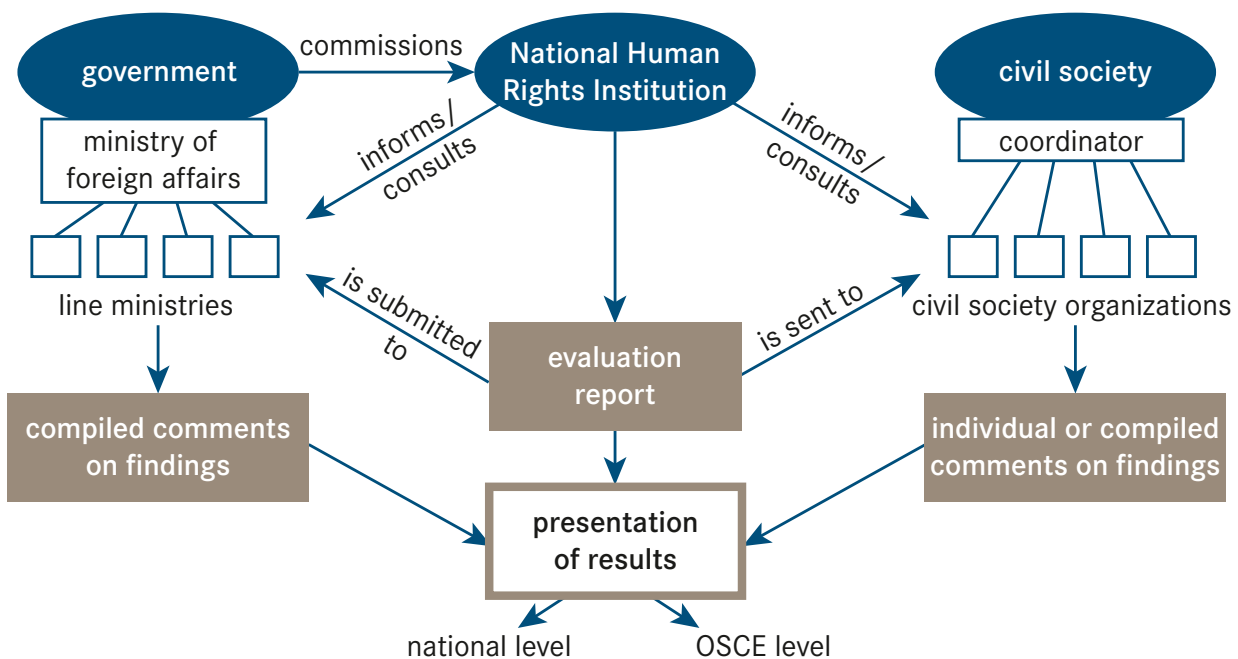 government
commissions
National Human
Rights Institution
civil society
ministry of
foreign affairs
informs/
consults
informs/
consults
coordinator
line ministries
is submitted
to
is sent to
civil society organizations
evaluation
report
compiled comments
on findings
individual or compiled
comments on findings
presentation
of results
national level
OSCE level